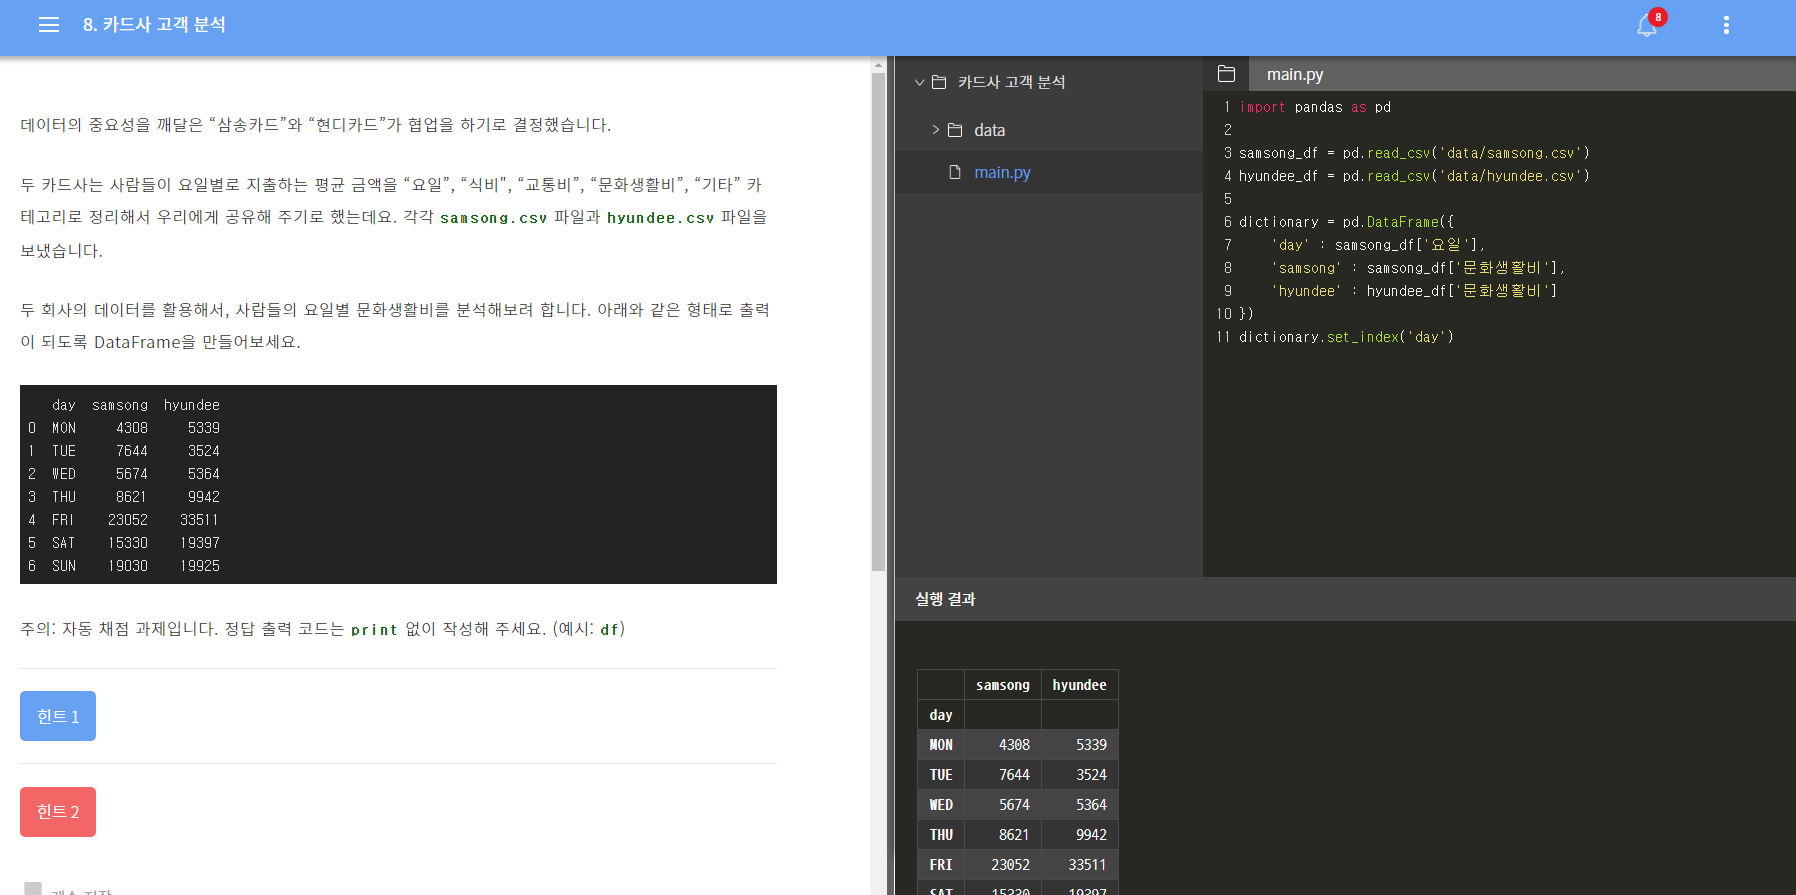 8. 카드사 고객 분석
8
데이터의 중요성을 깨달은 “삼송카드”와 “현디카드”가 협업을 하기로 결정했습니다.
두 카드사는 사람들이 요일별로 지출하는 평균 금액을 “요일”, “식비", “교통비”, “문화생활비”, “기타” 카
테고리로 정리해서 우리에게 공유해 주기로 했는데요. 각각 samsong.csv 파일과 hyundee.csv 파일을
보냈습니다.
두 회사의 데이터를 활용해서, 사람들의 요일별 문화생활비를 분석해보려 합니다. 아래와 같은 형태로 출력
이 되도록 DataFrame을 만들어보세요.
day samsong hyundee
0 MON 4308 5339
1 TUE 7644 3524
2 WED 5674 5364
3 THU 8621 9942
4 FRI 23052 33511
5 SAT 15330 19397
6 SUN 19030 19925
주의: 자동 채점 과제입니다. 정답 출력 코드는 print 없이 작성해 주세요. (예시: df)
힌트 1
힌트 2
카드사 고객 분석
data
main.py
main.py
1 import pandas as pd
2
3 samsong_df = pd.read_csv('data/samsong.csv')
4 hyundee_df = pd.read_csv('data/hyundee.csv')
5
6 dictionary = pd.DataFrame({
7 'day' : samsong_df['요일'],
8 'samsong' : samsong_df['문화생활비'],
9 'hyundee' : hyundee_df['문화생활비']
10 })
11 dictionary.set_index('day')
실행 결과
samsong hyundee
day
MON 4308 5339
TUE 7644 3524
WED 5674 5364
THU 8621 9942
FRI 23052 33511
SAT 15330 19397